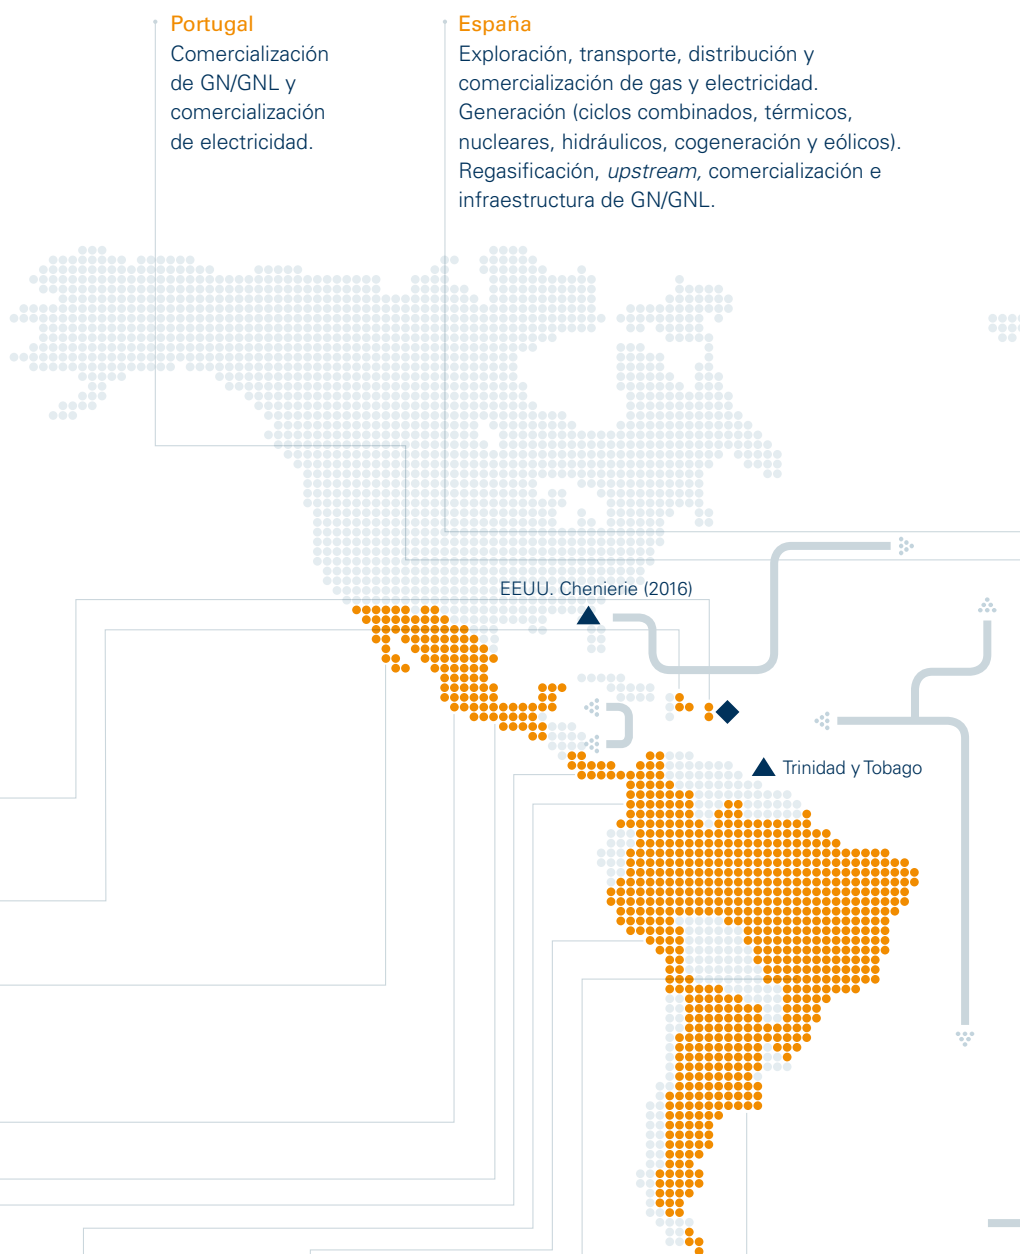 Portugal
Comercialización
de GN/GNL y
comercialización
de electricidad.
España
Exploración, transporte, distribución y
comercialización de gas y electricidad.
Generación (ciclos combinados, térmicos,
nucleares, hidráulicos, cogeneración y eólicos).
Regasificación, upstream, comercialización e
infraestructura de GN/GNL.
EEUU. Chenierie (2016)
Trinidad y Tobago